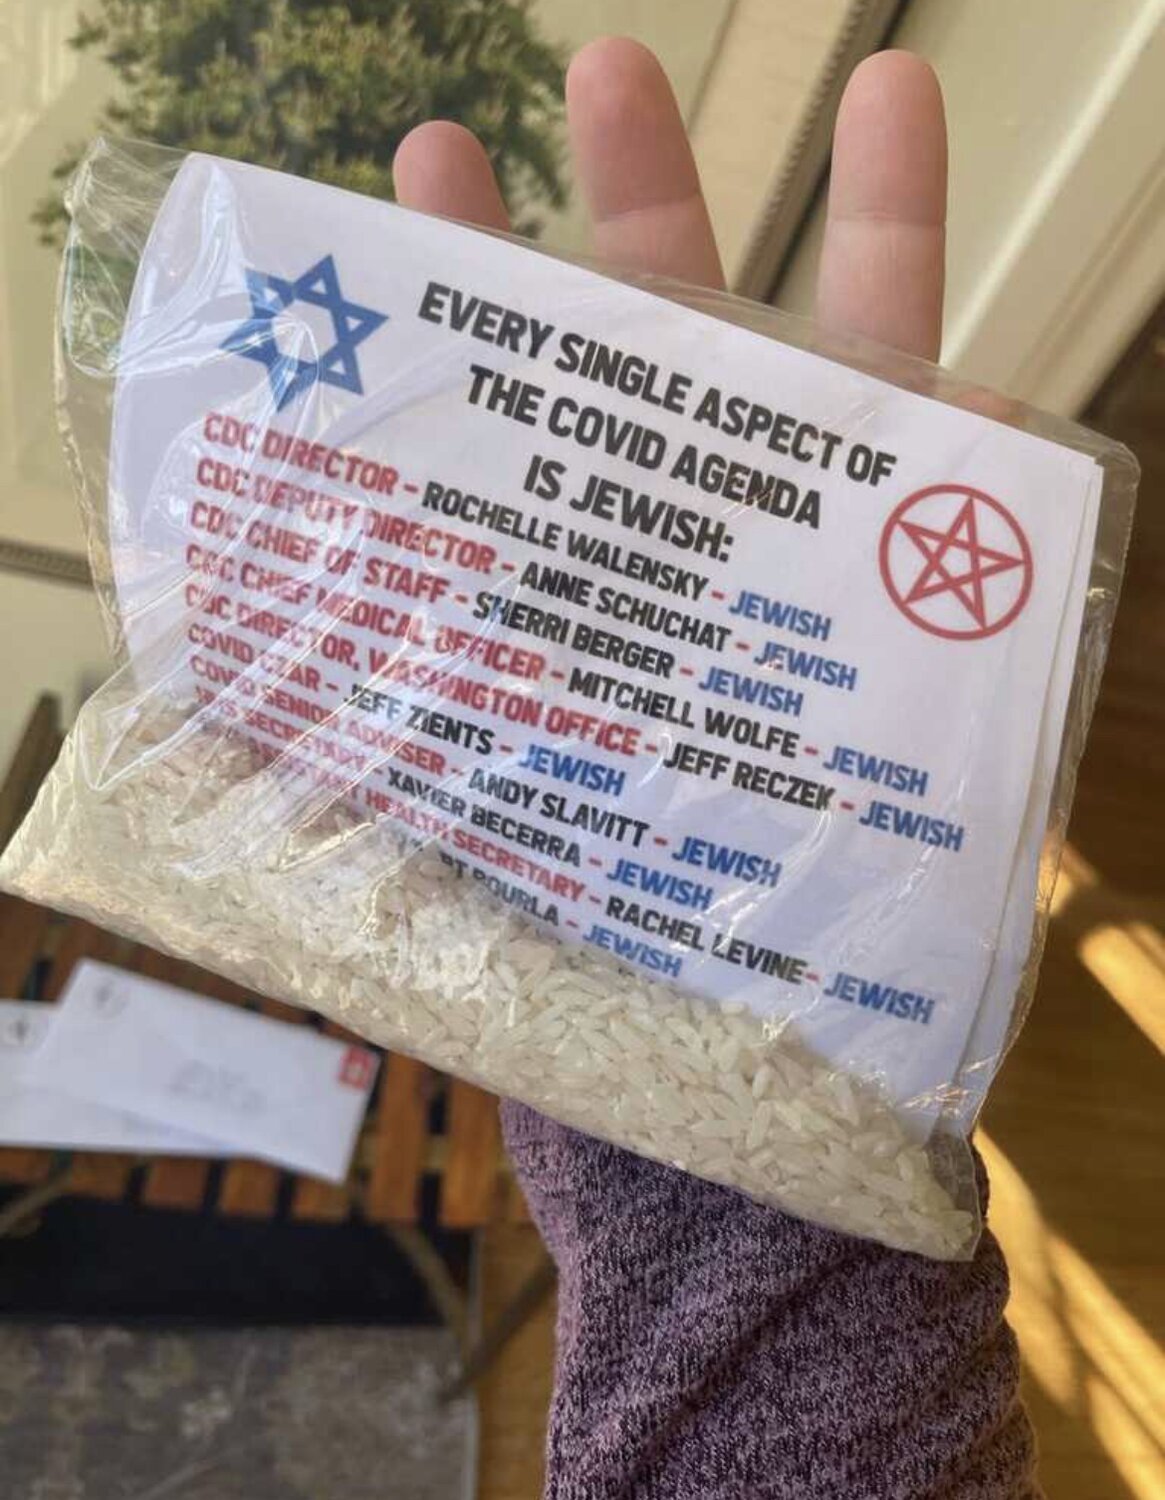 EVERY SINGLE ASPECT OF
THE COVID AGENDA
IS JEWISH:
CDC DIRECTOR - ROCHELLE WALENSKY - JEWISH
CDC DEPUTY DIRECTOR - ANNE SCHUCHAT - JEWISH
CDC CHIEF OF STAFF - SHERRI BERGER - JEWISH
CDC CHIEF MEDICAL OFFICER - MITCHELL WOLFE - JEWISH
CDC DIRECTOR, WASHINGTON OFFICE - JEFF RECZEK - JEWISH
COVID CZAR - JEFF ZIENTS - JEWISH
COVID SENIOR ADVISER - ANDY SLAVITT - JEWISH
SECRETARY - XAVIER BECERRA - JEWISH
HEALTH SECRETARY - RACHEL LEVINE- JEWISH
BOURLA - JEWISH